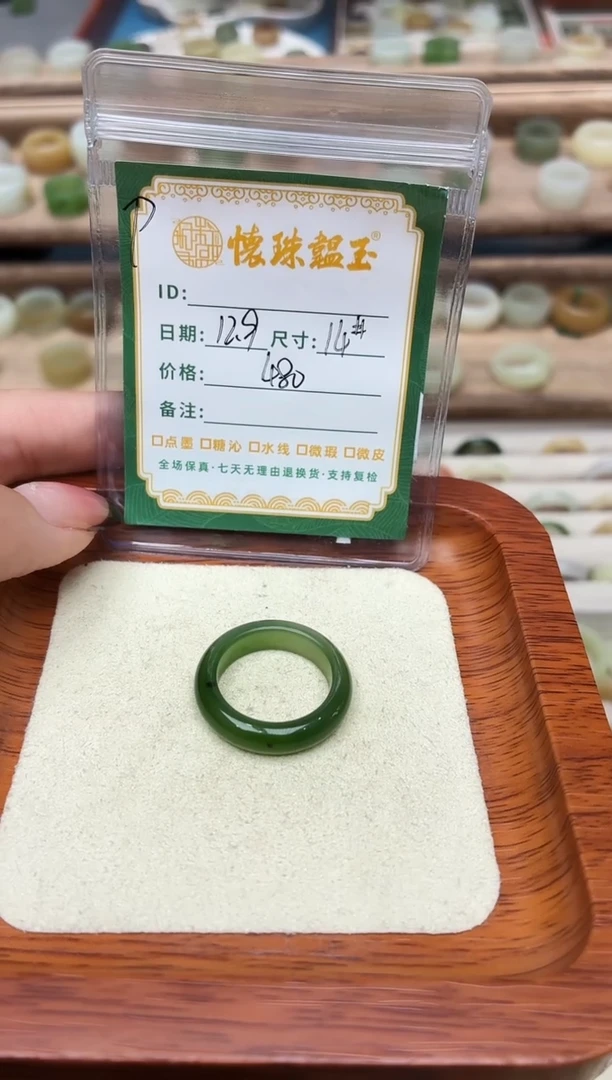 懷珠韞玉®
ID:
日期: 12.9 尺寸: 14#
价格: 480
备注:
□点墨 □糖沁 □水线 □微瑕 □微皮
全场保真·七天无理由退换货·支持复检